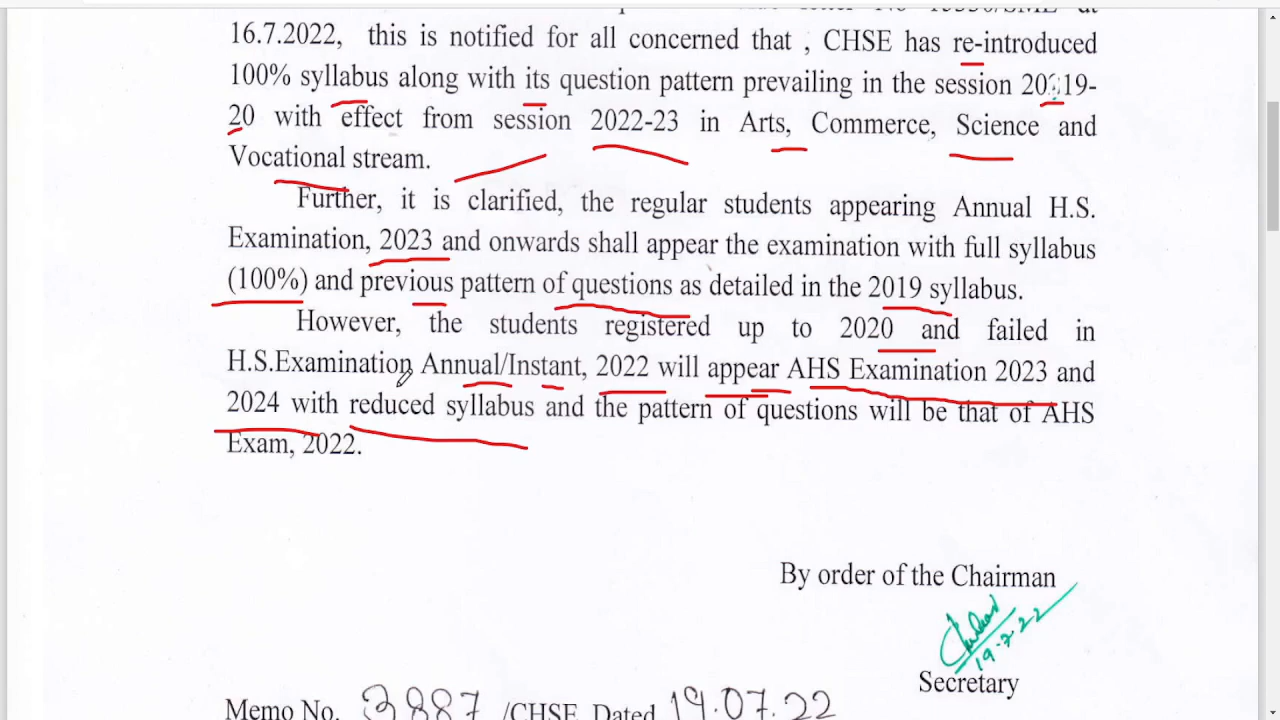 16.7.2022, this is notified for all concerned that , CHSE has re-introduced
100% syllabus along with its question pattern prevailing in the session 2019-
20 with effect from session 2022-23 in Arts, Commerce, Science and
Vocational stream.
Further, it is clarified, the regular students appearing Annual H.S.
Examination, 2023 and onwards shall appear the examination with full syllabus
(100%) and previous pattern of questions as detailed in the 2019 syllabus.
However, the students registered up to 2020 and failed in
H.S.Examination Annual/Instant, 2022 will appear AHS Examination 2023 and
2024 with reduced syllabus and the pattern of questions will be that of AHS
Exam, 2022.
By order of the Chairman
19-7-22
Secretary
Memo No. 3887 /CHSE Dated 19.07.22